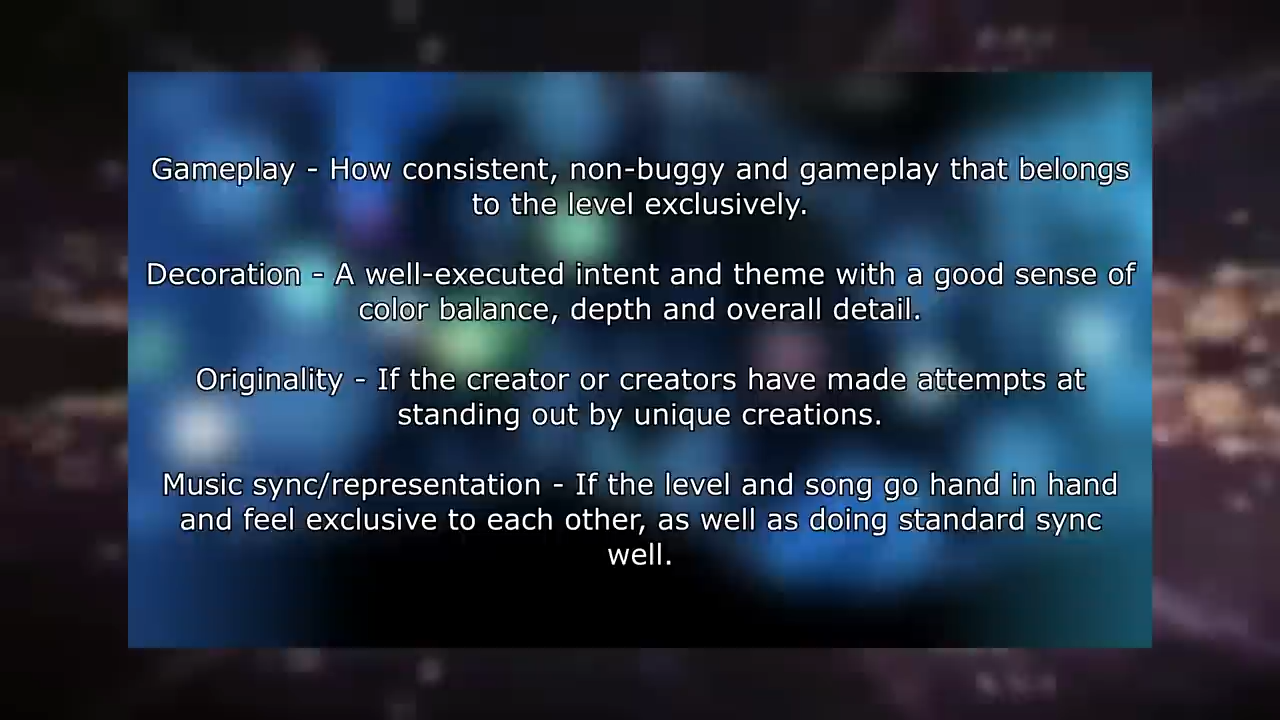 Gameplay - How consistent, non-buggy and gameplay that belongs
to the level exclusively.
Decoration - A well-executed intent and theme with a good sense of
color balance, depth and overall detail.
Originality - If the creator or creators have made attempts at
standing out by unique creations.
Music sync/representation - If the level and song go hand in hand
and feel exclusive to each other, as well as doing standard sync
well.